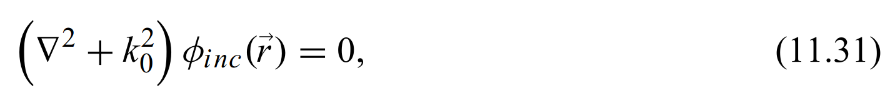 (∇² + k₀²) ϕ_inc(r⃗) = 0, (11.31)